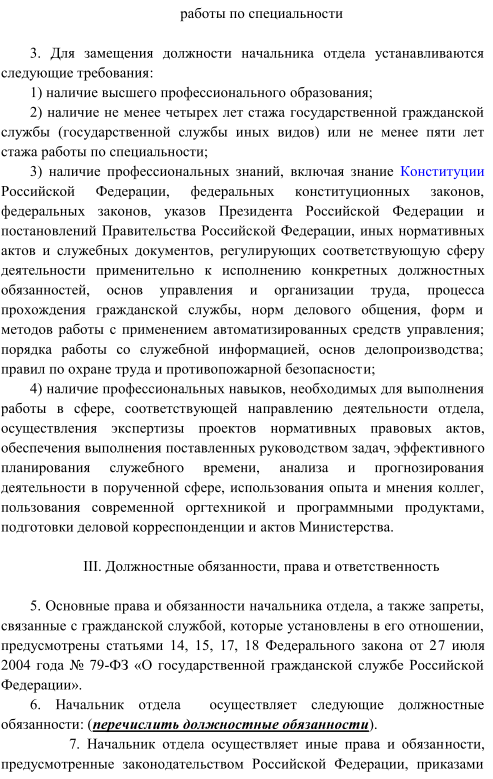 работы по специальности
3. Для замещения должности начальника отдела устанавливаются
следующие требования:
1) наличие высшего профессионального образования;
2) наличие не менее четырех лет стажа государственной гражданской
службы (государственной службы иных видов) или не менее пяти лет
стажа работы по специальности;
3) наличие профессиональных знаний, включая знание Конституции
Российской Федерации, федеральных конституционных законов,
федеральных законов, указов Президента Российской Федерации и
постановлений Правительства Российской Федерации, иных нормативных
актов и служебных документов, регулирующих соответствующую сферу
деятельности применительно к исполнению конкретных должностных
обязанностей, основ управления и организации труда, процесса
прохождения гражданской службы, норм делового общения, форм и
методов работы с применением автоматизированных средств управления;
порядка работы со служебной информацией, основ делопроизводства;
правил по охране труда и противопожарной безопасности;
4) наличие профессиональных навыков, необходимых для выполнения
работы в сфере, соответствующей направлению деятельности отдела,
осуществления экспертизы проектов нормативных правовых актов,
обеспечения выполнения поставленных руководством задач, эффективного
планирования служебного времени, анализа и прогнозирования
деятельности в порученной сфере, использования опыта и мнения коллег,
пользования современной оргтехникой и программными продуктами,
подготовки деловой корреспонденции и актов Министерства.
III. Должностные обязанности, права и ответственность
5. Основные права и обязанности начальника отдела, а также запреты,
связанные с гражданской службой, которые установлены в его отношении,
предусмотрены статьями 14, 15, 17, 18 Федерального закона от 27 июля
2004 года № 79-ФЗ «О государственной гражданской службе Российской
Федерации».
6. Начальник отдела осуществляет следующие должностные
обязанности: (перечислить должностные обязанности).
7. Начальник отдела осуществляет иные права и обязанности,
предусмотренные законодательством Российской Федерации, приказами